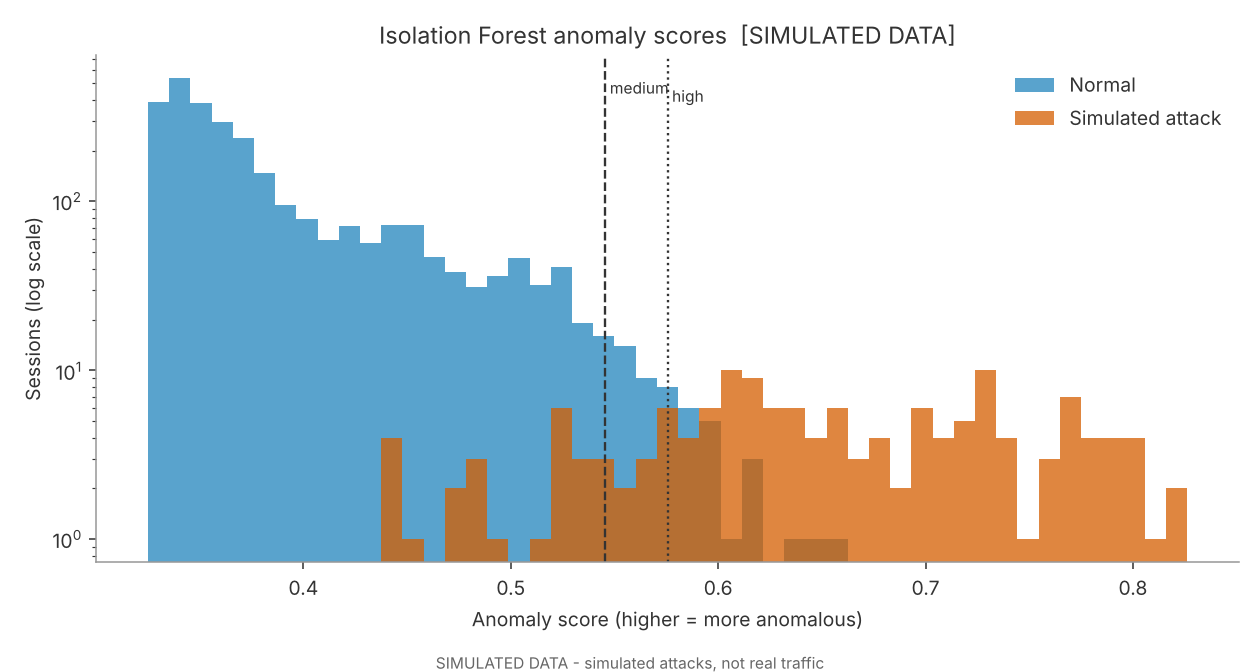 Isolation Forest anomaly scores  [SIMULATED DATA]
medium
high
Normal
Simulated attack
Sessions (log scale)
10²
10¹
10⁰
0.4
0.5
0.6
0.7
0.8
Anomaly score (higher = more anomalous)
SIMULATED DATA - simulated attacks, not real traffic